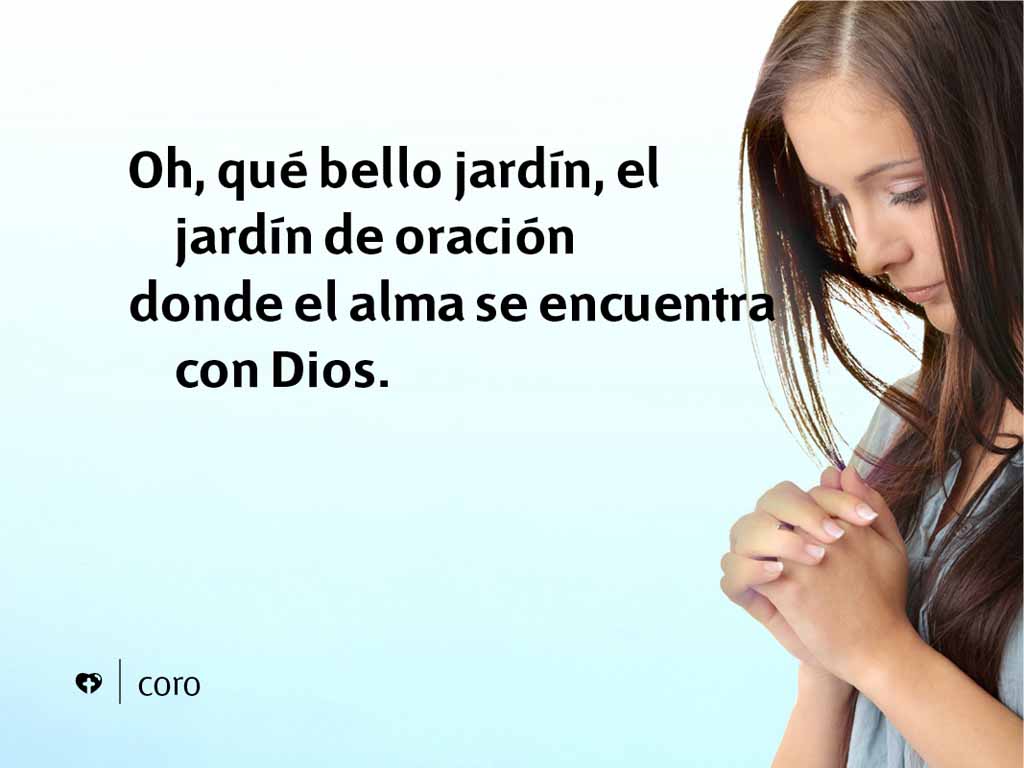 Oh, qué bello jardín, el
jardín de oración
donde el alma se encuentra
con Dios.
coro